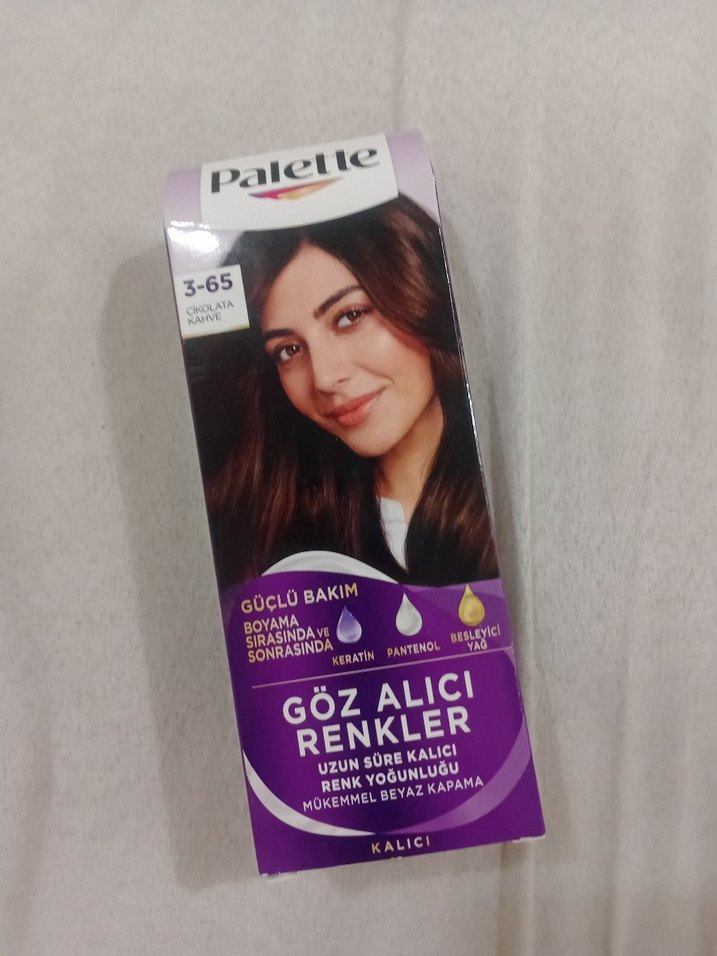 Palette
3-65
ÇİKOLATA
KAHVE
GÜÇLÜ BAKIM
BOYAMA
SIRASINDA VE
SONRASINDA
KERATİN
PANTENOL
BESLEYİCİ
YAĞ
GÖZ ALICI
RENKLER
UZUN SÜRE KALICI
RENK YOĞUNLUĞU
MÜKEMMEL BEYAZ KAPAMA
KALICI